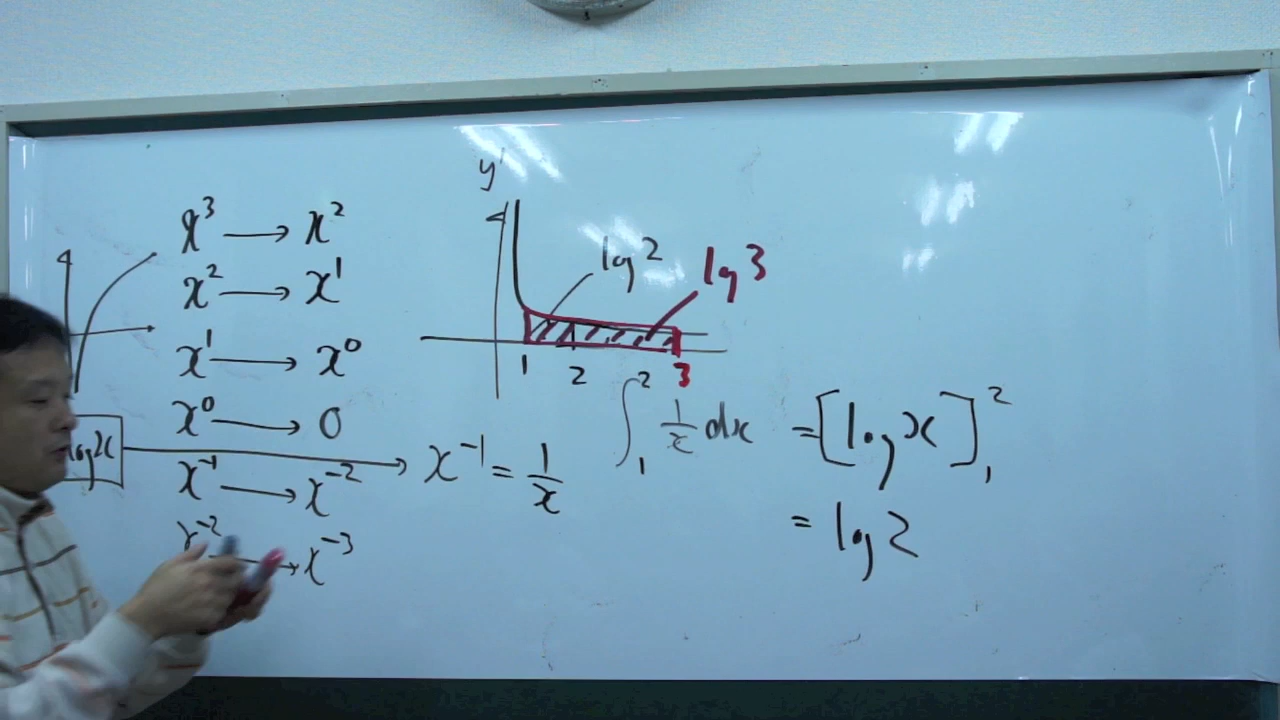 x³ → x²
x² → x¹
x¹ → x⁰
x⁰ → 0
log x → x⁻¹ = 1/x
x⁻¹ → x⁻²
x⁻² → x⁻³
y
log 2
log 3
1 2 3
∫₁² 1/x dx = [log x]₁²
= log 2